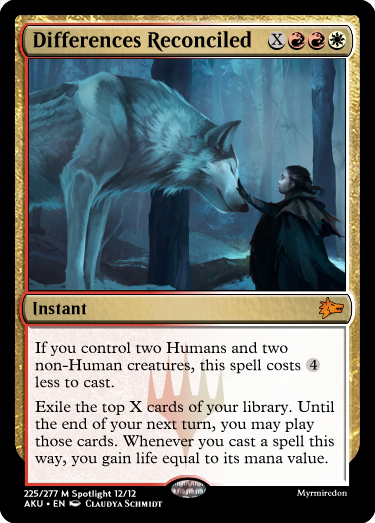 Differences Reconciled X
Instant
If you control two Humans and two
non-Human creatures, this spell costs 4
less to cast.
Exile the top X cards of your library. Until
the end of your next turn, you may play
those cards. Whenever you cast a spell this
way, you gain life equal to its mana value.
225/277 M Spotlight 12/12
AKU • EN Claudya Schmidt
Myrmiredon